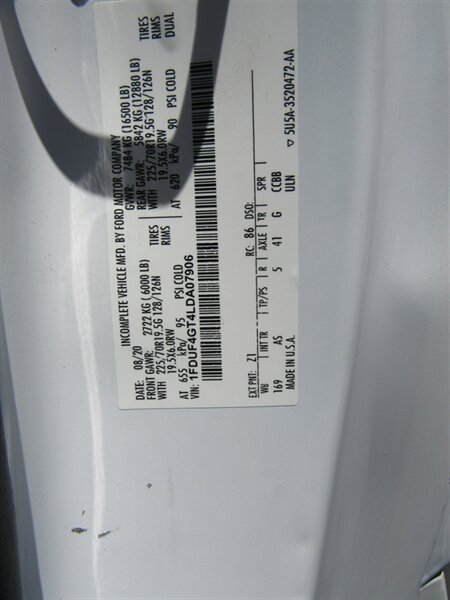 INCOMPLETE VEHICLE MFD. BY FORD MOTOR COMPANY
DATE: 08/20 GVWR: 7484 KG (16500 LB)
FRONT GAWR: 2722 KG ( 6000 LB) REAR GAWR: 5842 KG (12880 LB)
WITH 225/70R19.5G 128/126N TIRES WITH 225/70R19.5G 128/126N TIRES
19.5X6.0RW RIMS 19.5X6.0RW RIMS
AT 655 kPa/ 95 PSI COLD AT 620 kPa/ 90 PSI COLD DUAL
VIN: 1FDUF4GT4LDA07906
EXT PNT: Z1 RC: 86 DSO:
WB INT TR TP/PS R AXLE TR SPR
169 AS 5 41 G CCBB
MADE IN U.S.A. ULN
▽ 5U5A-3520472-AA